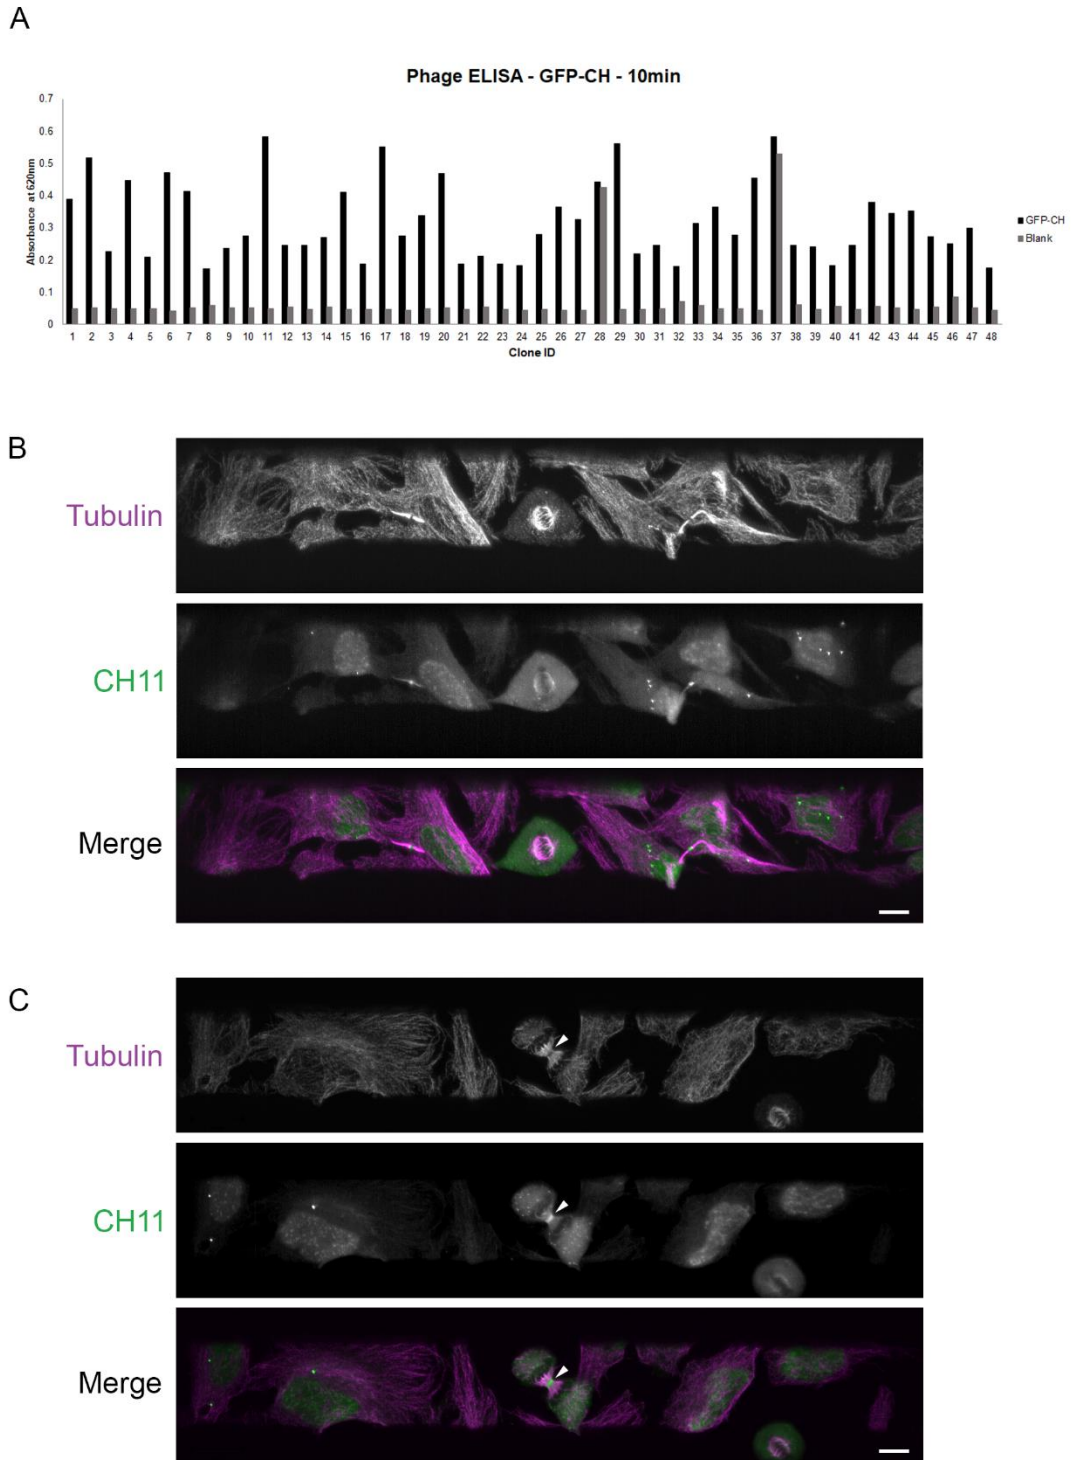 A
Phage ELISA - GFP-CH - 10min
0.7
0.6
0.5
0.4
0.3
0.2
0.1
0
Absorbance at 620nm
1 2 3 4 5 6 7 8 9 10 11 12 13 14 15 16 17 18 19 20 21 22 23 24 25 26 27 28 29 30 31 32 33 34 35 36 37 38 39 40 41 42 43 44 45 46 47 48
Clone ID
GFP-CH
Blank
B
Tubulin
CH11
Merge
C
Tubulin
CH11
Merge